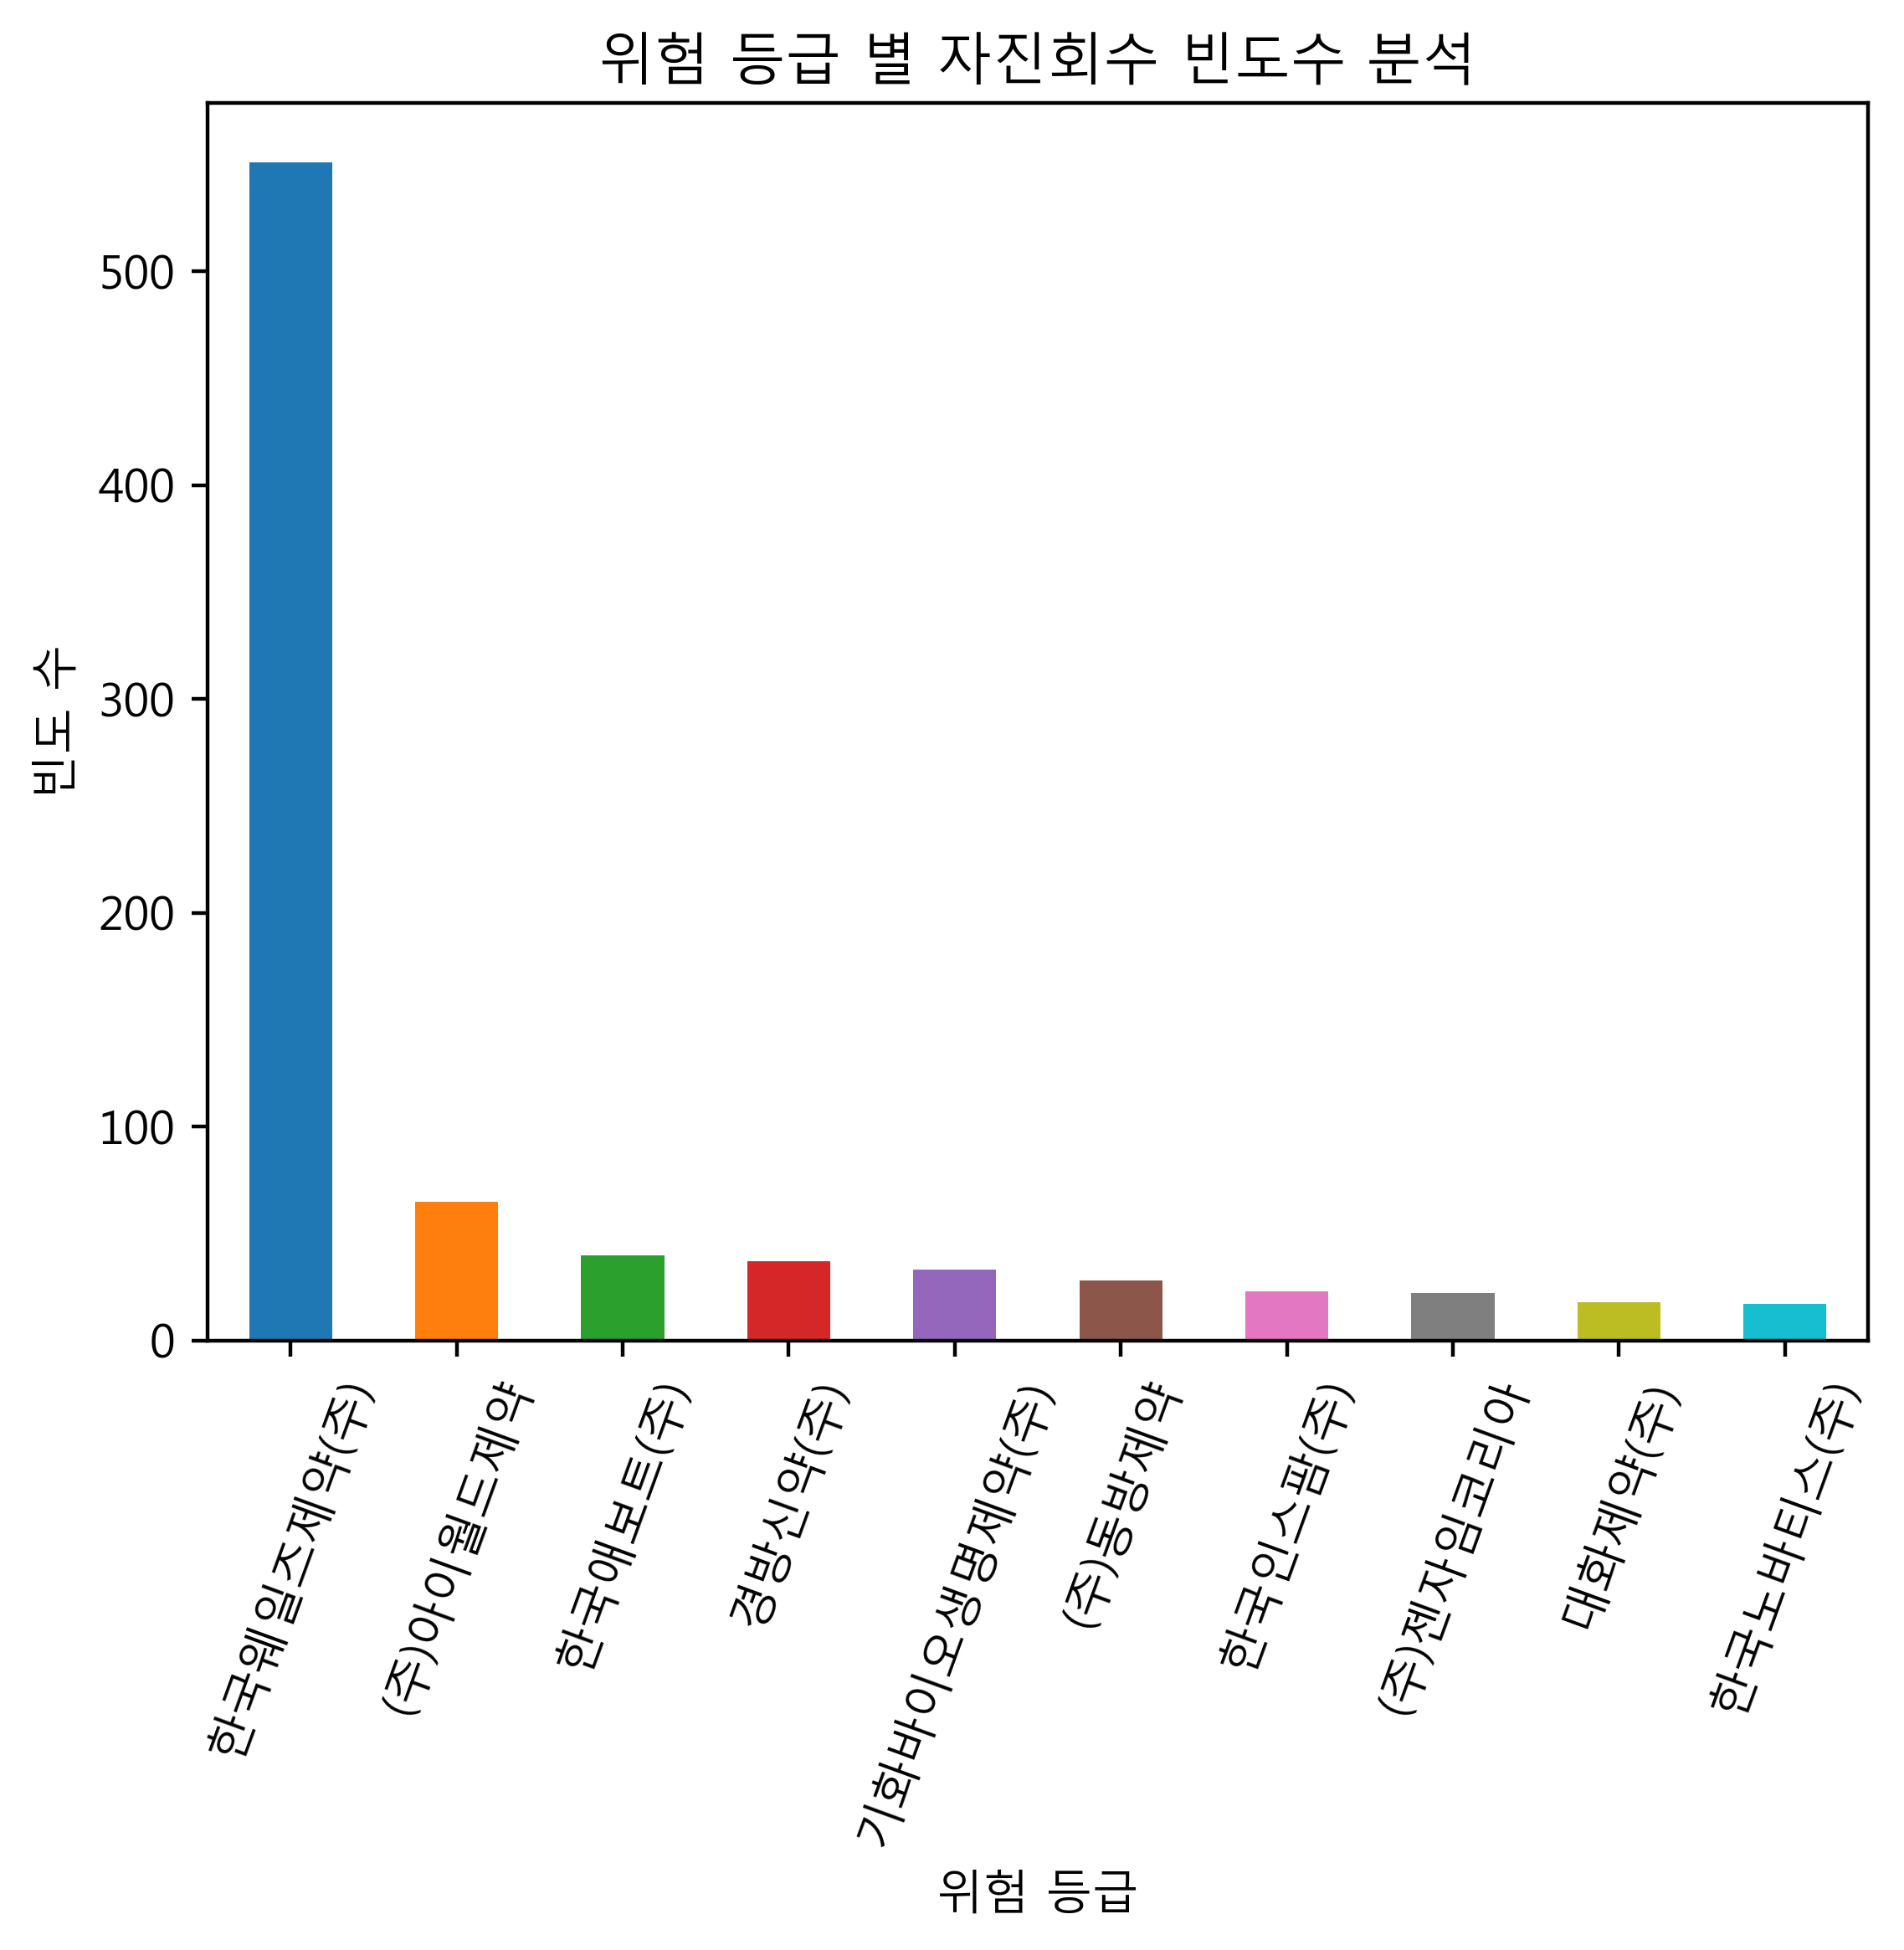 위험 등급 별 자진회수 빈도수 분석
빈도 수
500
400
300
200
100
0
한국웨일즈제약(주)
(주)아이월드제약
한국애보트(주)
경방신약(주)
기화바이오생명제약(주)
(주)동방제약
한국인스팜(주)
(주)젠자임코리아
대화제약(주)
한국노바티스(주)
위험 등급